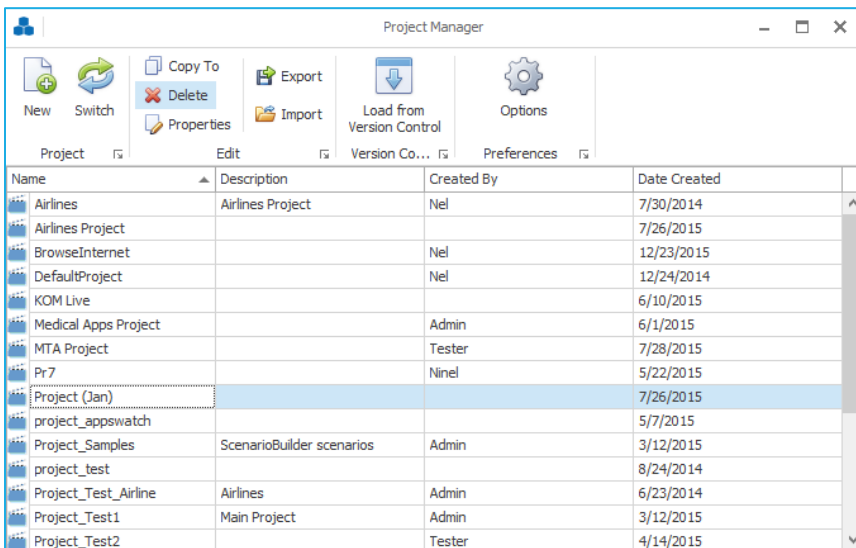 Project Manager
New
Switch
Copy To
Delete
Properties
Export
Import
Load from
Version Control
Options
Project
Edit
Version Co...
Preferences
Name Description Created By Date Created
Airlines Airlines Project Nel 7/30/2014
Airlines Project 7/26/2015
BrowseInternet Nel 12/23/2015
DefaultProject Nel 12/24/2014
KOM Live 6/10/2015
Medical Apps Project Admin 6/1/2015
MTA Project Tester 7/28/2015
Pr7 Ninel 5/22/2015
Project (Jan) 7/26/2015
project_appswatch 5/7/2015
Project_Samples ScenarioBuilder scenarios Admin 3/12/2015
project_test 8/24/2014
Project_Test_Airline Airlines Admin 6/23/2014
Project_Test1 Main Project Admin 3/12/2015
Project_Test2 Tester 4/14/2015